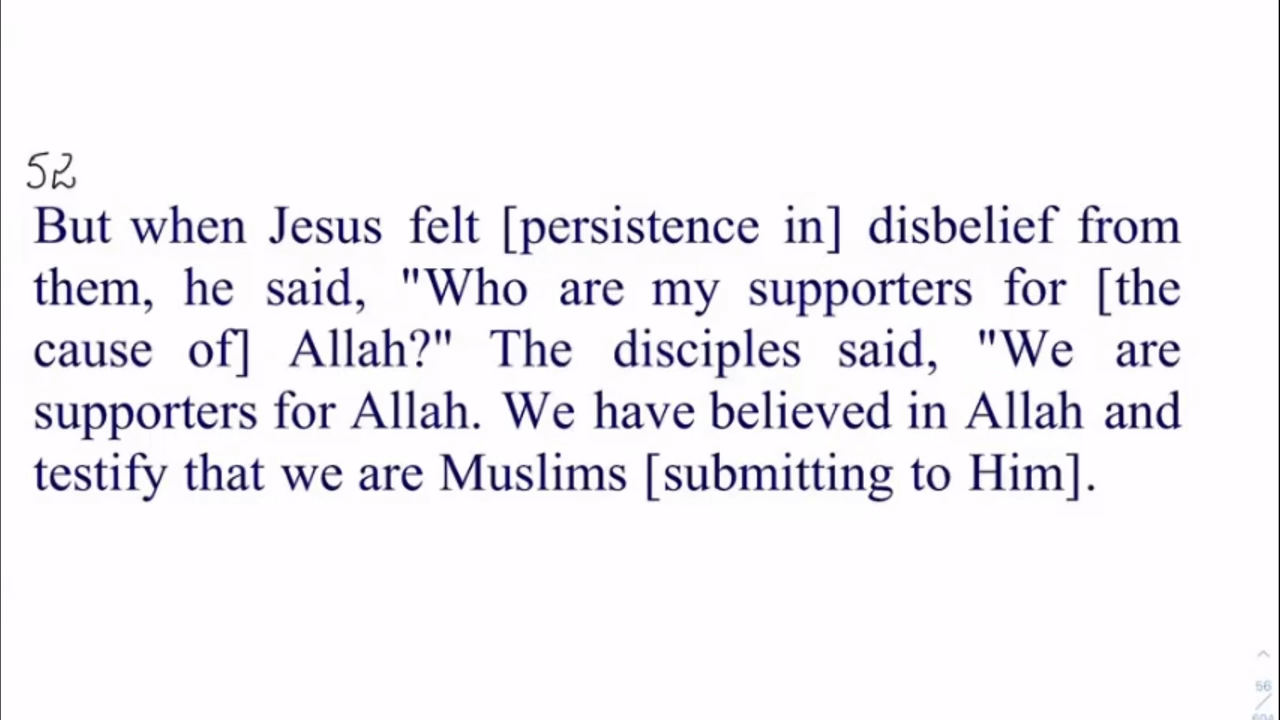 52
But when Jesus felt [persistence in] disbelief from
them, he said, "Who are my supporters for [the
cause of] Allah?" The disciples said, "We are
supporters for Allah. We have believed in Allah and
testify that we are Muslims [submitting to Him].
56
/
604